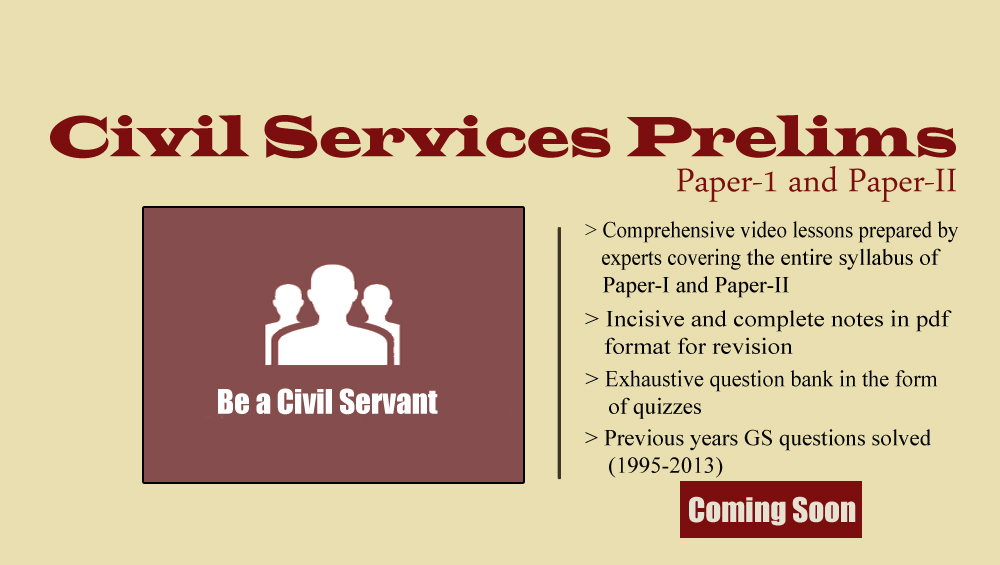 Civil Services Prelims
Paper-1 and Paper-II
Be a Civil Servant
> Comprehensive video lessons prepared by
experts covering the entire syllabus of
Paper-I and Paper-II
> Incisive and complete notes in pdf
format for revision
> Exhaustive question bank in the form
of quizzes
> Previous years GS questions solved
(1995-2013)
Coming Soon